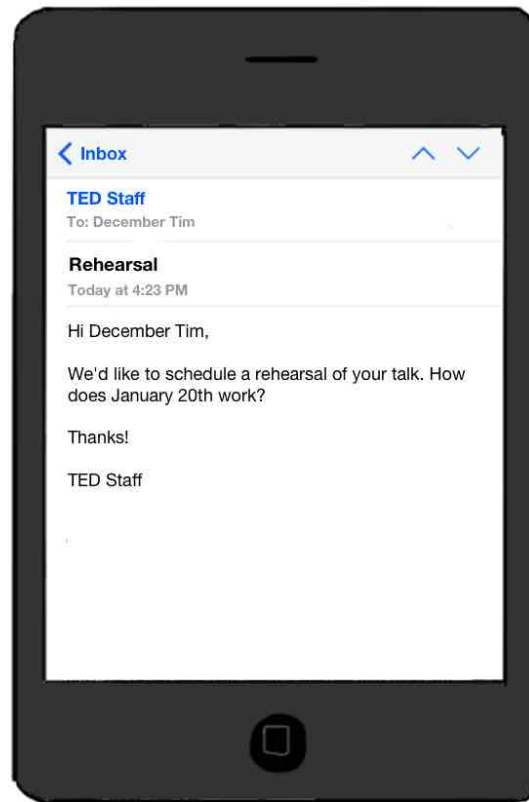 Inbox
TED Staff
To: December Tim
Rehearsal
Today at 4:23 PM
Hi December Tim,
We'd like to schedule a rehearsal of your talk. How
does January 20th work?
Thanks!
TED Staff